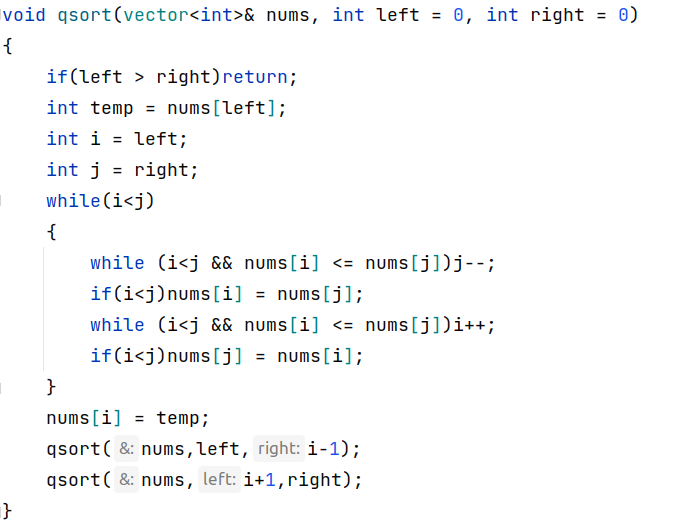 void qsort(vector<int>& nums, int left = 0, int right = 0)
{
    if(left > right)return;
    int temp = nums[left];
    int i = left;
    int j = right;
    while(i<j)
    {
        while (i<j && nums[i] <= nums[j])j--;
        if(i<j)nums[i] = nums[j];
        while (i<j && nums[i] <= nums[j])i++;
        if(i<j)nums[j] = nums[i];
    }
    nums[i] = temp;
    qsort( &: nums,left, right: i-1);
    qsort( &: nums, left: i+1,right);
}